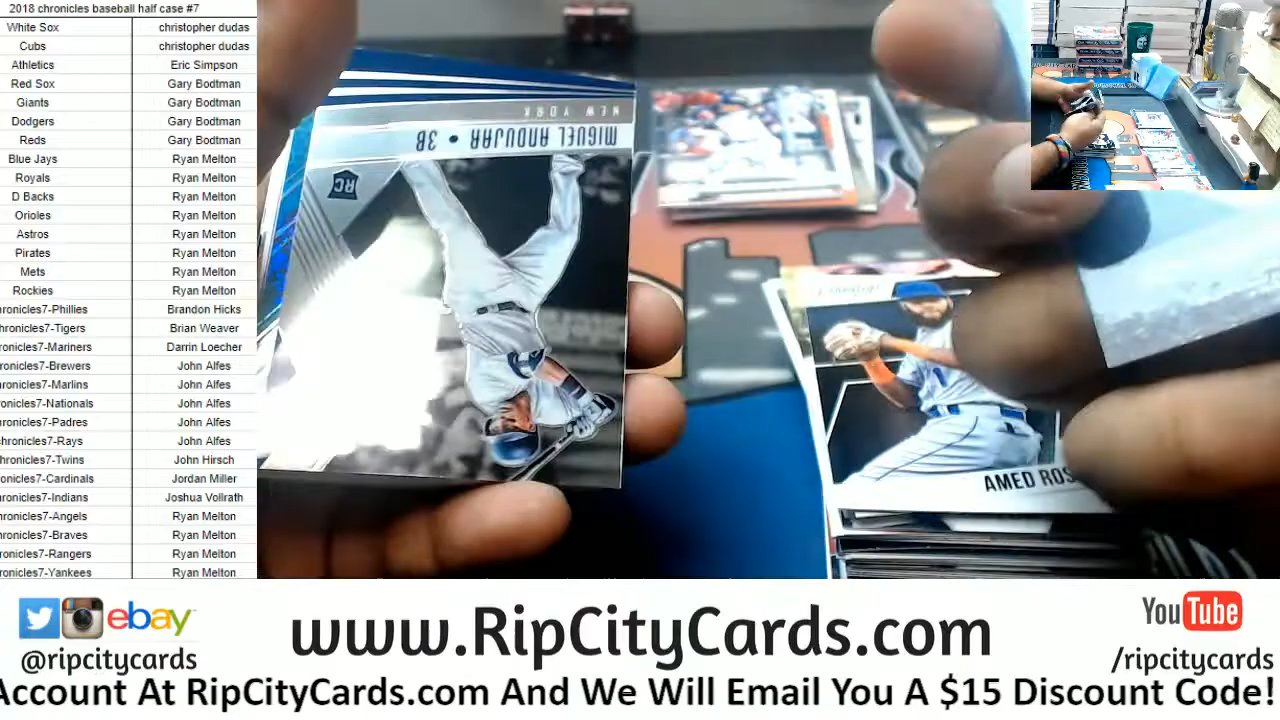 2018 chronicles baseball half case #7
White Sox christopher dudas
Cubs christopher dudas
Athletics Eric Simpson
Red Sox Gary Bodtman
Giants Gary Bodtman
Dodgers Gary Bodtman
Reds Gary Bodtman
Blue Jays Ryan Melton
Royals Ryan Melton
D Backs Ryan Melton
Orioles Ryan Melton
Astros Ryan Melton
Pirates Ryan Melton
Mets Ryan Melton
Rockies Ryan Melton
hronicles7-Phillies Brandon Hicks
hronicles7-Tigers Brian Weaver
ronicles7-Mariners Darrin Loecher
ronicles7-Brewers John Alfes
ronicles7-Marlins John Alfes
onicles7-Nationals John Alfes
ronicles7-Padres John Alfes
chronicles7-Rays John Alfes
hronicles7-Twins John Hirsch
onicles7-Cardinals Jordan Miller
ronicles7-Indians Joshua Vollrath
hronicles7-Angels Ryan Melton
hronicles7-Braves Ryan Melton
ronicles7-Rangers Ryan Melton
ronicles7-Yankees Ryan Melton
NEW YORK
MIGUEL ANDUJAR • 3B
RC
AMED ROS
ebay
@ripcitycards
www.RipCityCards.com
YouTube
/ripcitycards
Account At RipCityCards.com And We Will Email You A $15 Discount Code!